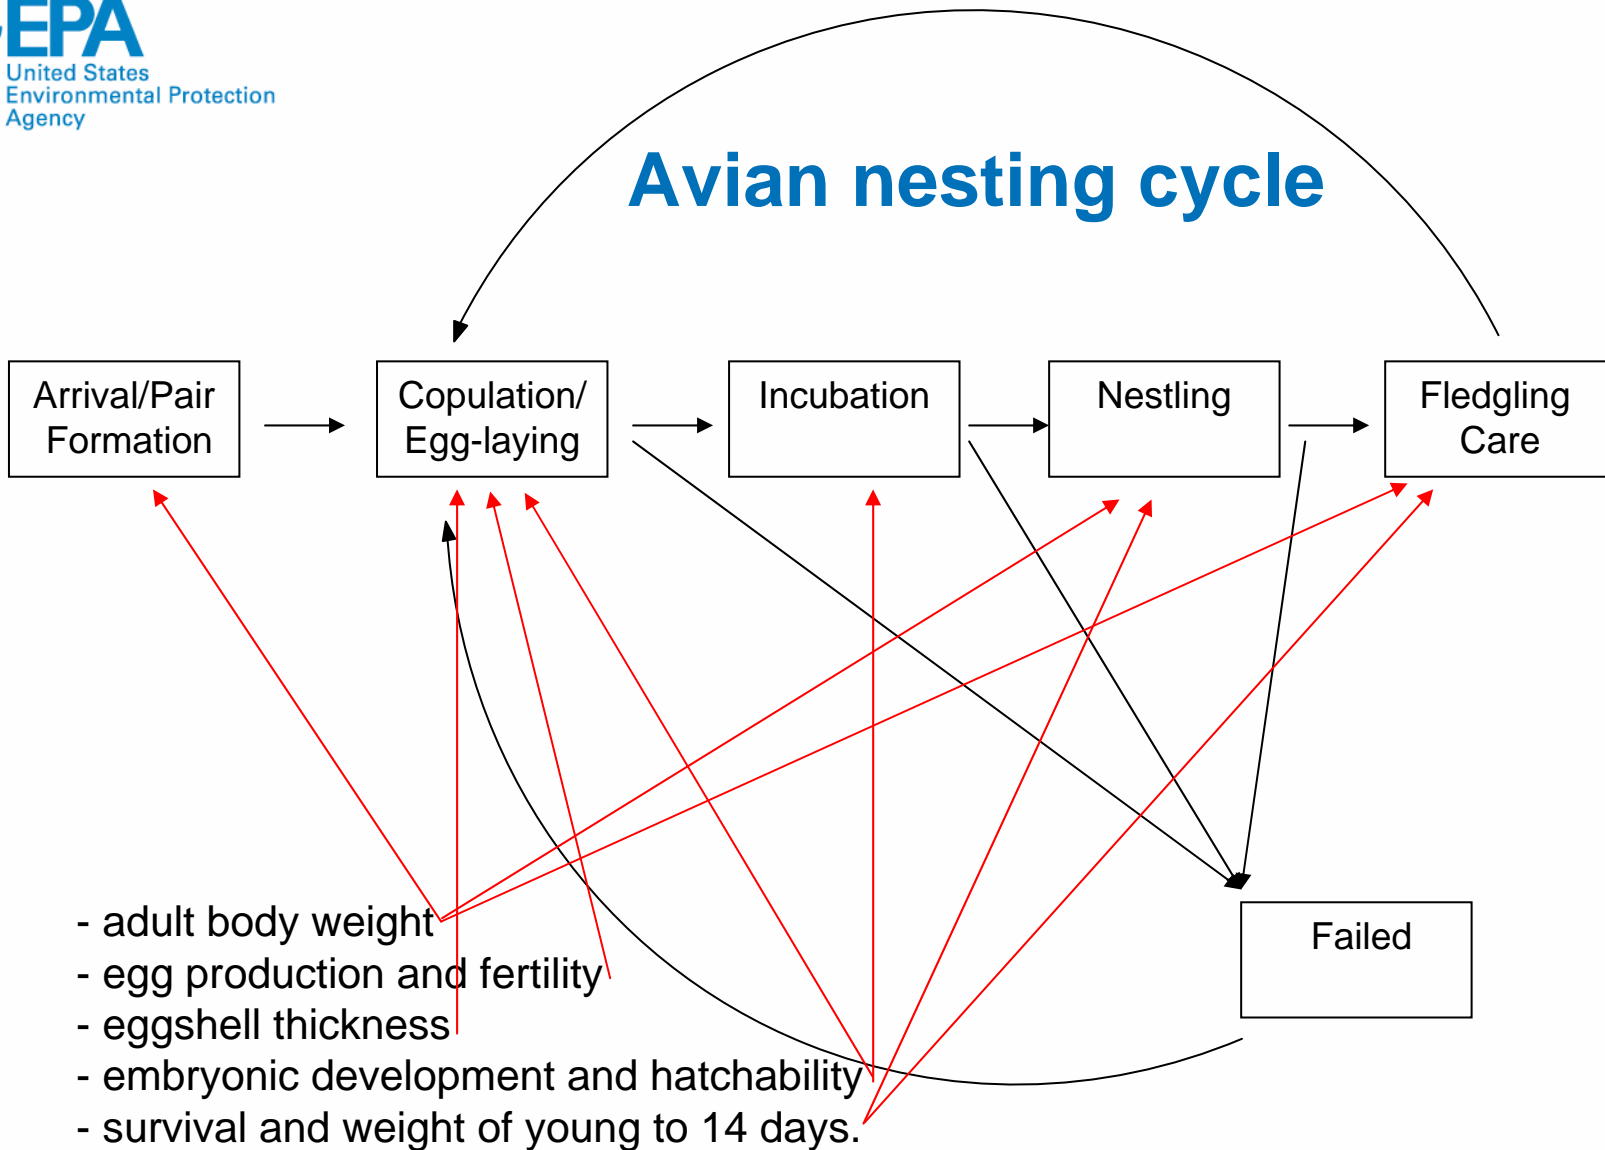 EPA
United States
Environmental Protection
Agency
Avian nesting cycle
Arrival/Pair
Formation
Copulation/
Egg-laying
Incubation
Nestling
Fledgling
Care
Failed
- adult body weight
- egg production and fertility
- eggshell thickness
- embryonic development and hatchability
- survival and weight of young to 14 days.